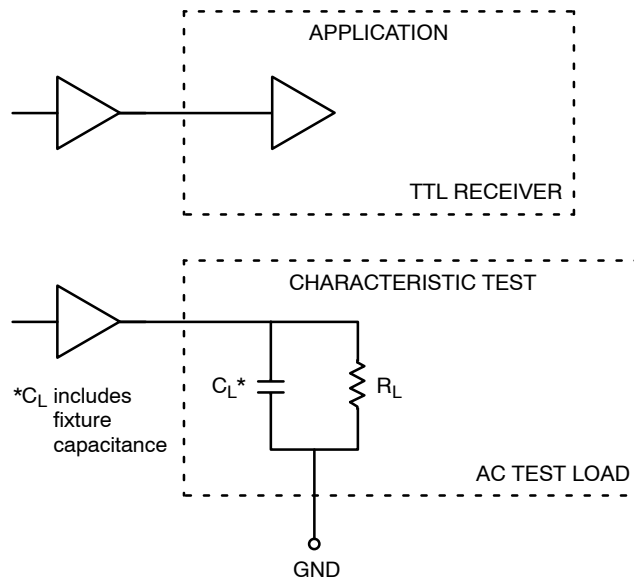 APPLICATION
TTL RECEIVER
CHARACTERISTIC TEST
*CL includes
fixture
capacitance
CL*
RL
AC TEST LOAD
GND